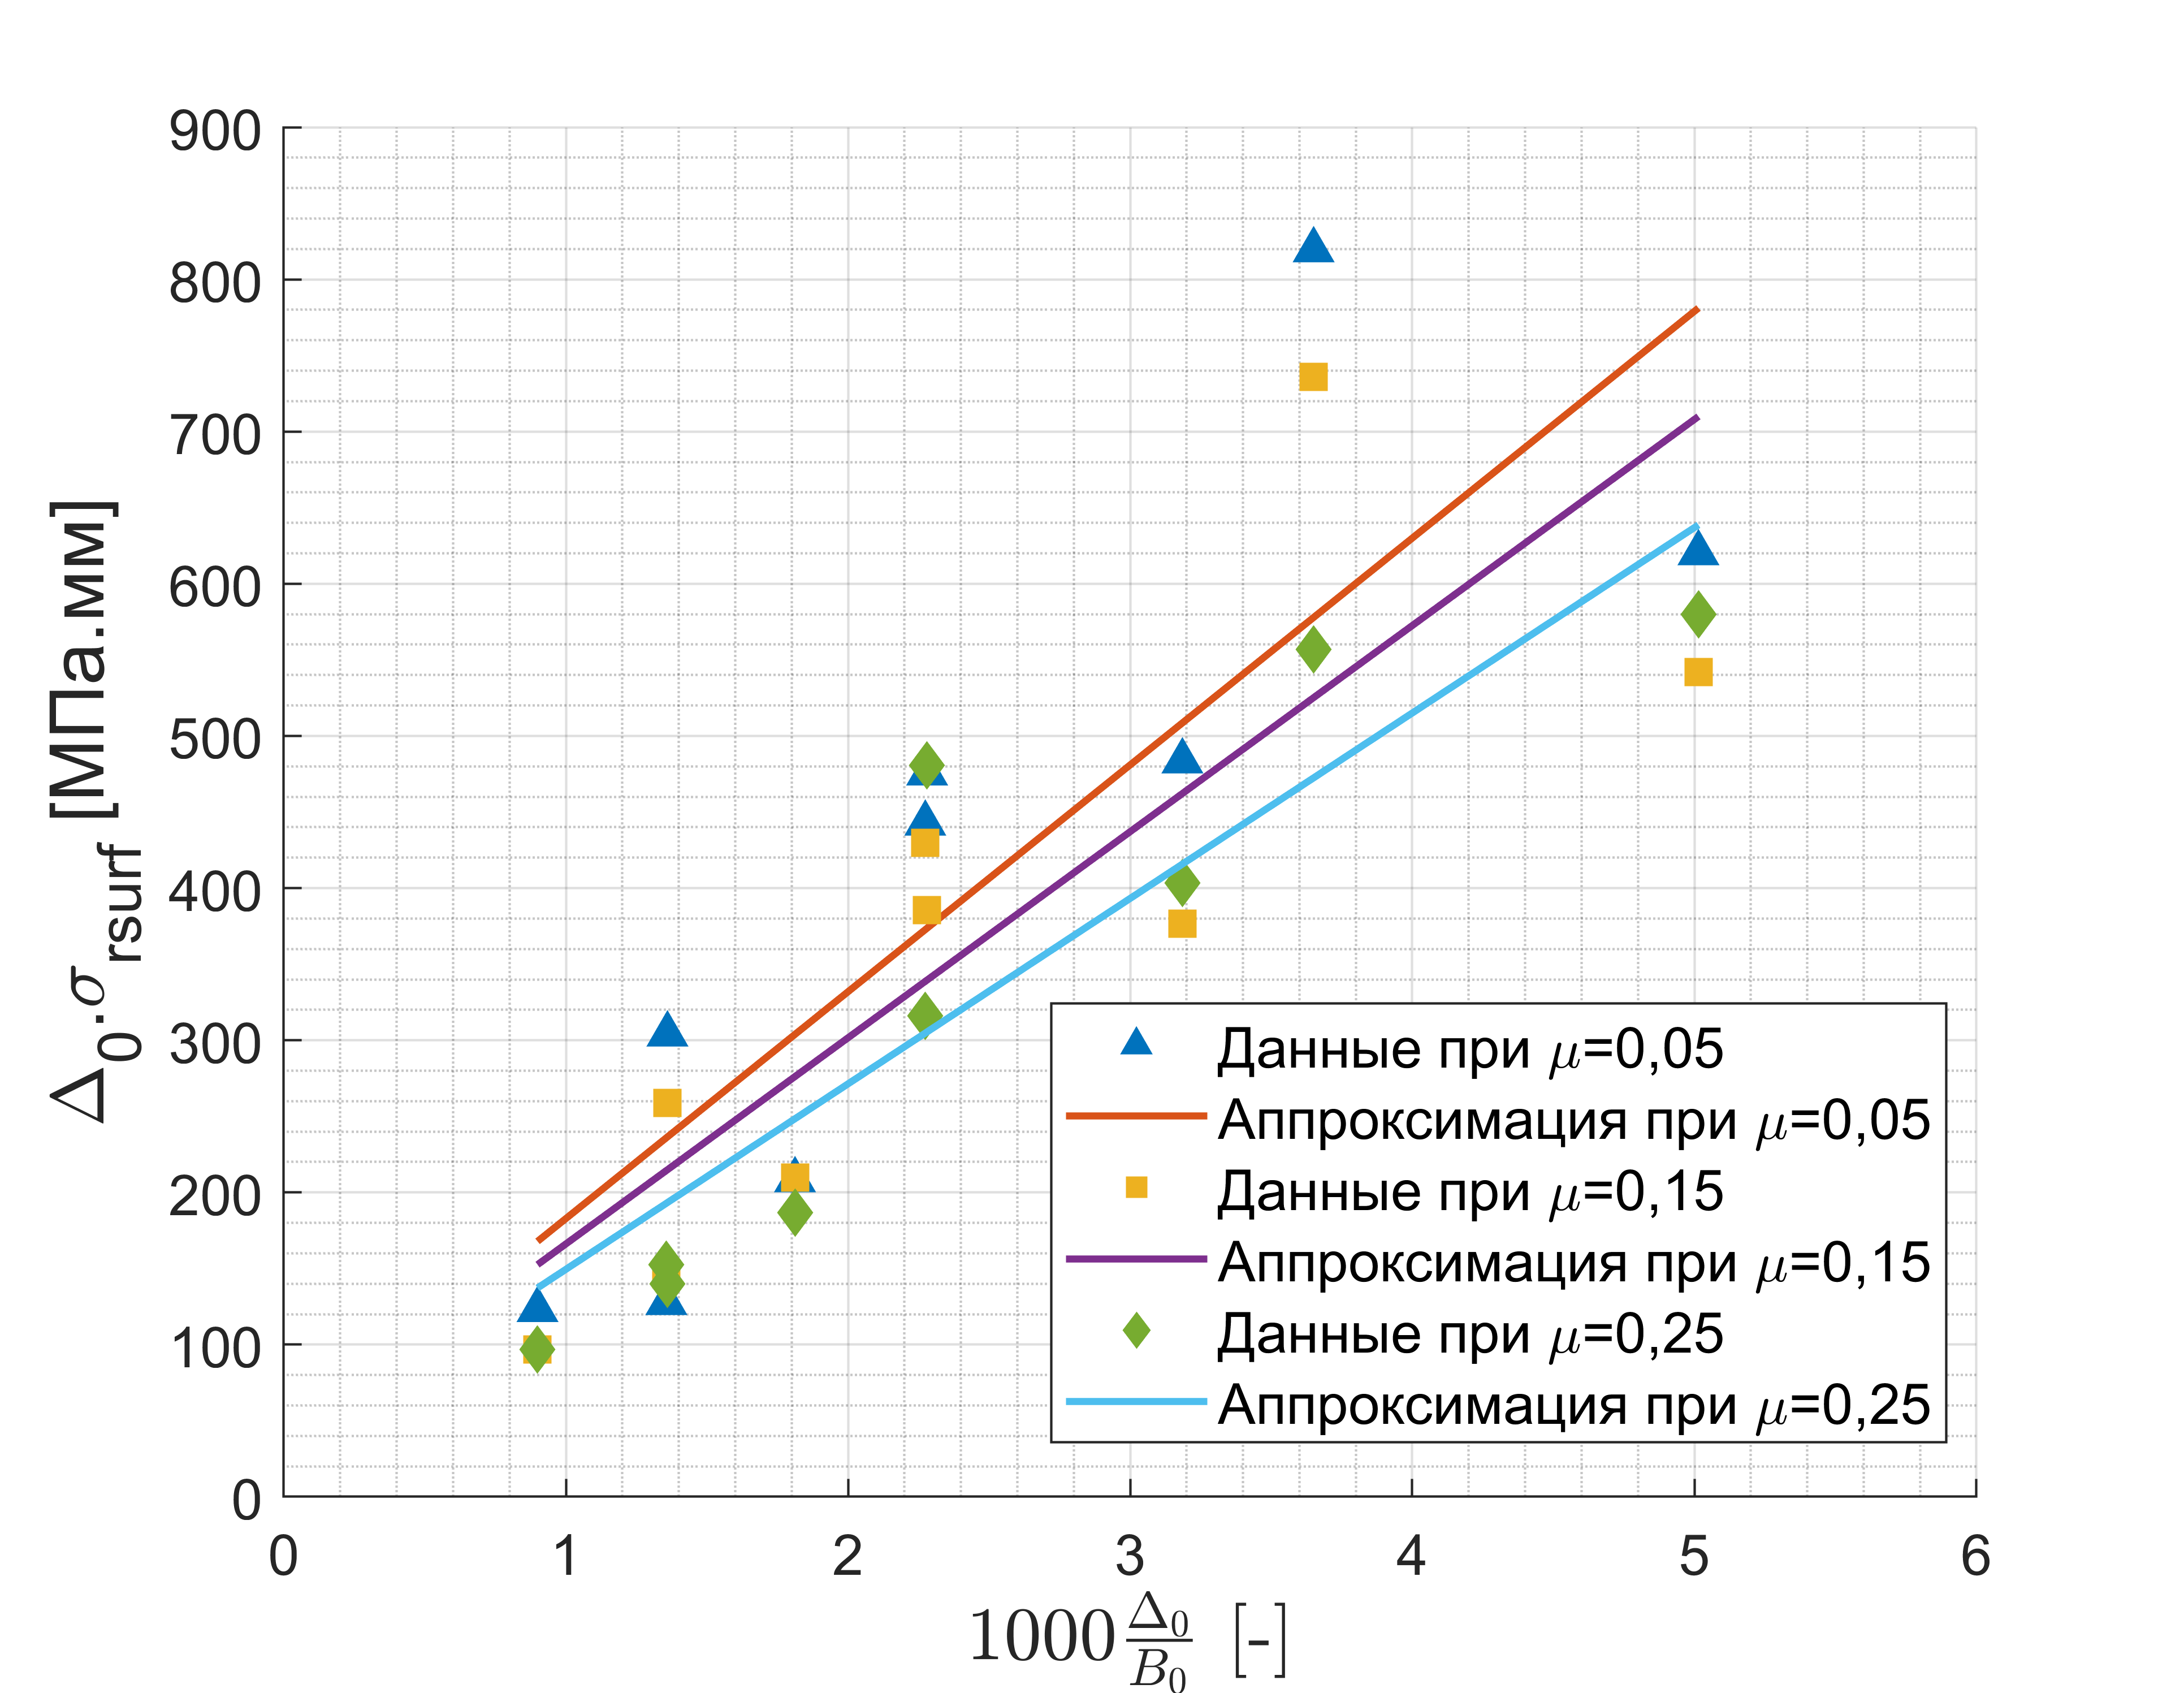 900
800
700
600
500
400
300
200
100
0
Δ0·σrsurf [МПа.мм]
Данные при μ=0,05
Аппроксимация при μ=0,05
Данные при μ=0,15
Аппроксимация при μ=0,15
Данные при μ=0,25
Аппроксимация при μ=0,25
0 1 2 3 4 5 6
1000 Δ0/B0 [-]